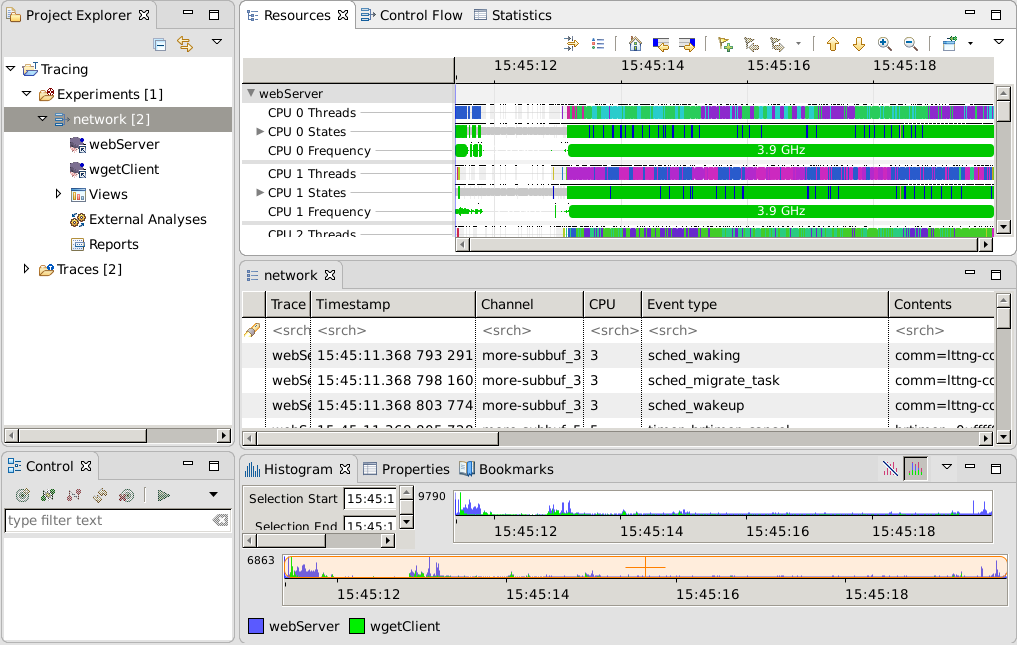 Project Explorer
Tracing
Experiments [1]
network [2]
webServer
wgetClient
Views
External Analyses
Reports
Traces [2]
Control
type filter text
Resources Control Flow Statistics
15:45:12 15:45:14 15:45:16 15:45:18
webServer
CPU 0 Threads
CPU 0 States
CPU 0 Frequency 3.9 GHz
CPU 1 Threads
CPU 1 States
CPU 1 Frequency 3.9 GHz
CPU 2 Threads
network
Trace Timestamp Channel CPU Event type Contents
<srch <srch> <srch> <srch> <srch> <srch>
webSe 15:45:11.368 793 291 more-subbuf_3 3 sched_waking comm=lttng-co
webSe 15:45:11.368 798 160 more-subbuf_3 3 sched_migrate_task comm=lttng-co
webSe 15:45:11.368 803 774 more-subbuf_3 3 sched_wakeup comm=lttng-co
Histogram Properties Bookmarks
Selection Start 15:45:1
Selection End 15:45:1
9790
15:45:12 15:45:14 15:45:16 15:45:18
6863
15:45:12 15:45:14 15:45:16 15:45:18
webServer wgetClient